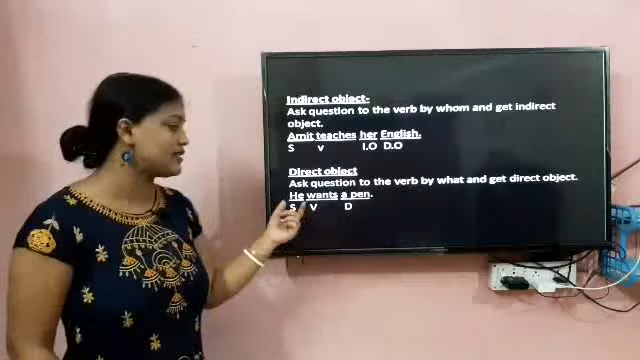 Indirect object-
Ask question to the verb by whom and get indirect
object.
Amit teaches her English.
S v I.O D.O
Direct object
Ask question to the verb by what and get direct object.
He wants a pen.
S V D